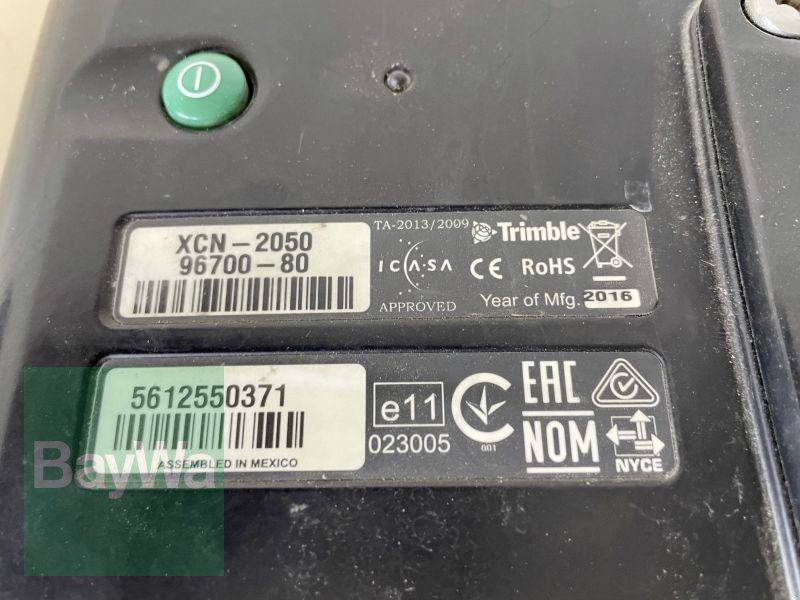 XCN-2050
96700-80
TA-2013/2009
ICASA
APPROVED
Trimble
CE RoHS
Year of Mfg. 2016
5612550371
ASSEMBLED IN MEXICO
e11
023005
001
EAC
NOM
NYCE
BayWa